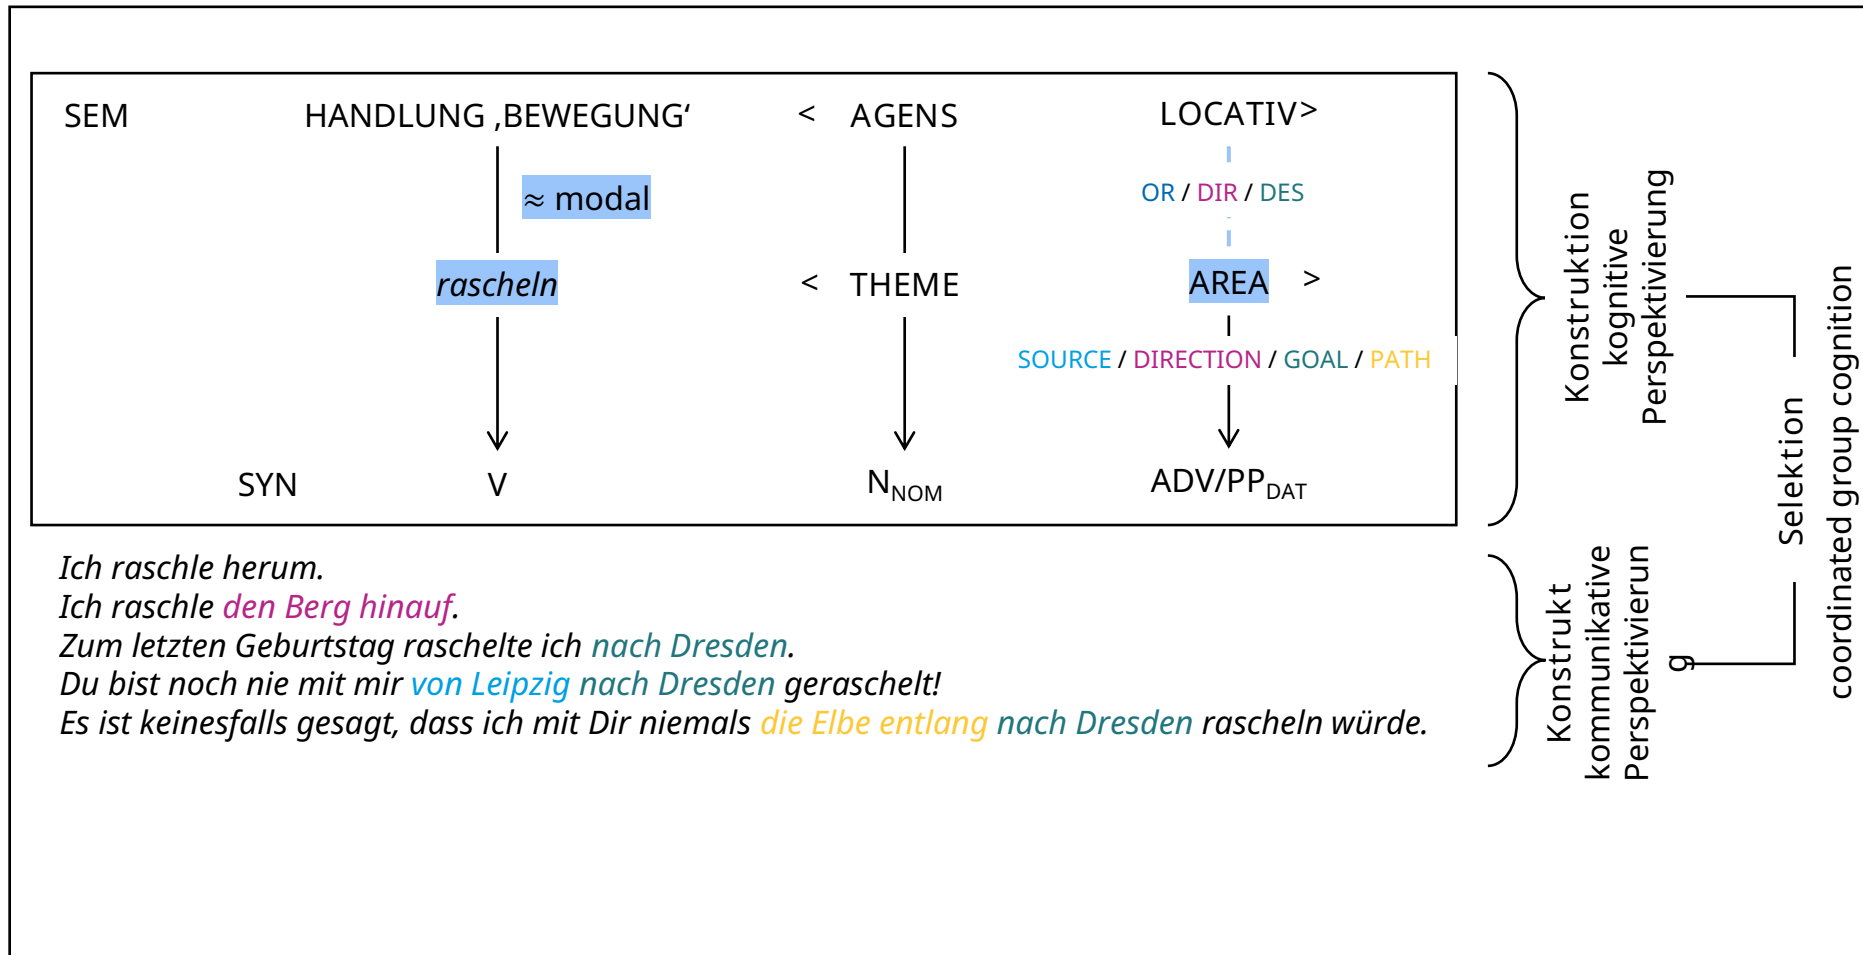 SEM HANDLUNG ‚BEWEGUNG‘ < AGENS LOCATIV>
≈ modal
OR / DIR / DES
rascheln < THEME AREA >
SOURCE / DIRECTION / GOAL / PATH
SYN V N_NOM ADV/PP_DAT
Ich raschle herum.
Ich raschle den Berg hinauf.
Zum letzten Geburtstag raschelte ich nach Dresden.
Du bist noch nie mit mir von Leipzig nach Dresden geraschelt!
Es ist keinesfalls gesagt, dass ich mit Dir niemals die Elbe entlang nach Dresden rascheln würde.
Konstruktion
kognitive
Perspektivierung
Konstrukt
kommunikative
Perspektivierun
g
Selektion
coordinated group cognition